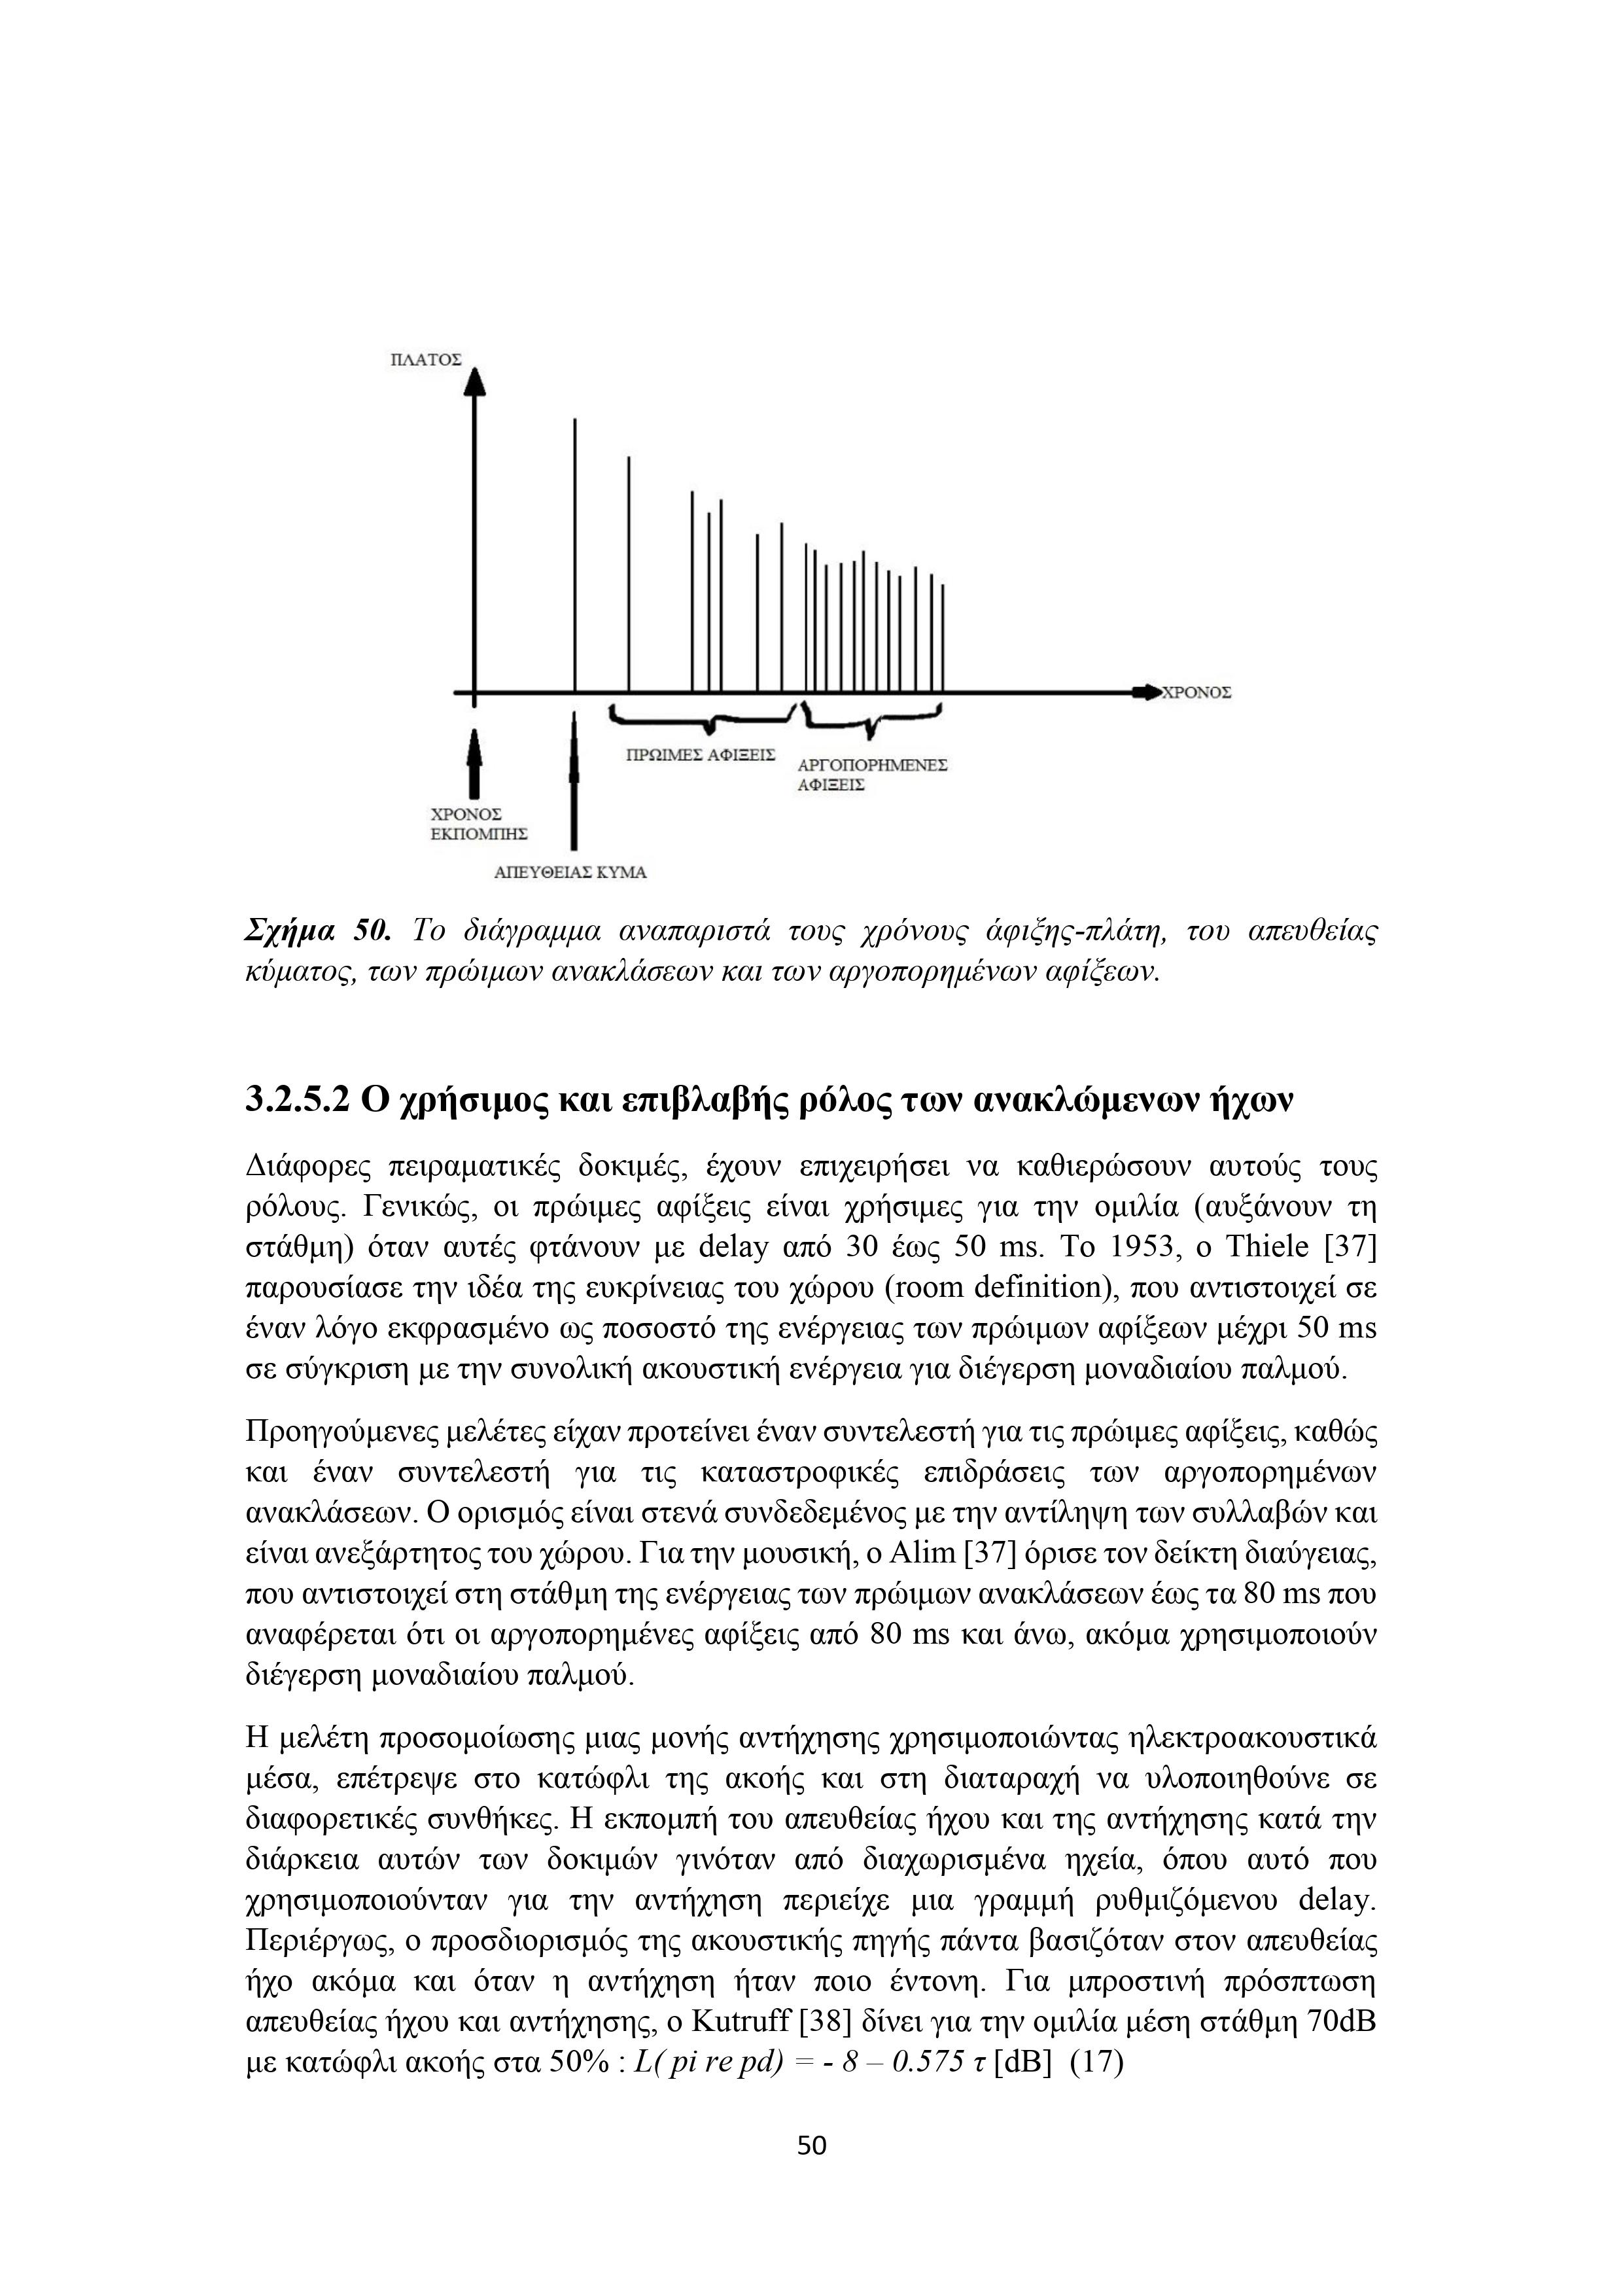 ΠΛΑΤΟΣ
ΧΡΟΝΟΣ
ΠΡΩΙΜΕΣ ΑΦΙΞΕΙΣ
ΑΡΓΟΠΟΡΗΜΕΝΕΣ
ΑΦΙΞΕΙΣ
ΧΡΟΝΟΣ
ΕΚΠΟΜΠΗΣ
ΑΠΕΥΘΕΙΑΣ ΚΥΜΑ
Σχήμα 50. Το διάγραμμα αναπαριστά τους χρόνους άφιξης-πλάτη, του απευθείας
κύματος, των πρώιμων ανακλάσεων και των αργοπορημένων αφίξεων.
3.2.5.2 Ο χρήσιμος και επιβλαβής ρόλος των ανακλώμενων ήχων
Διάφορες πειραματικές δοκιμές, έχουν επιχειρήσει να καθιερώσουν αυτούς τους
ρόλους. Γενικώς, οι πρώιμες αφίξεις είναι χρήσιμες για την ομιλία (αυξάνουν τη
στάθμη) όταν αυτές φτάνουν με delay από 30 έως 50 ms. Το 1953, ο Thiele [37]
παρουσίασε την ιδέα της ευκρίνειας του χώρου (room definition), που αντιστοιχεί σε
έναν λόγο εκφρασμένο ως ποσοστό της ενέργειας των πρώιμων αφίξεων μέχρι 50 ms
σε σύγκριση με την συνολική ακουστική ενέργεια για διέγερση μοναδιαίου παλμού.
Προηγούμενες μελέτες είχαν προτείνει έναν συντελεστή για τις πρώιμες αφίξεις, καθώς
και έναν συντελεστή για τις καταστροφικές επιδράσεις των αργοπορημένων
ανακλάσεων. Ο ορισμός είναι στενά συνδεδεμένος με την αντίληψη των συλλαβών και
είναι ανεξάρτητος του χώρου. Για την μουσική, ο Alim [37] όρισε τον δείκτη διαύγειας,
που αντιστοιχεί στη στάθμη της ενέργειας των πρώιμων ανακλάσεων έως τα 80 ms που
αναφέρεται ότι οι αργοπορημένες αφίξεις από 80 ms και άνω, ακόμα χρησιμοποιούν
διέγερση μοναδιαίου παλμού.
Η μελέτη προσομοίωσης μιας μονής αντήχησης χρησιμοποιώντας ηλεκτροακουστικά
μέσα, επέτρεψε στο κατώφλι της ακοής και στη διαταραχή να υλοποιηθούνε σε
διαφορετικές συνθήκες. Η εκπομπή του απευθείας ήχου και της αντήχησης κατά την
διάρκεια αυτών των δοκιμών γινόταν από διαχωρισμένα ηχεία, όπου αυτό που
χρησιμοποιούνταν για την αντήχηση περιείχε μια γραμμή ρυθμιζόμενου delay.
Περιέργως, ο προσδιορισμός της ακουστικής πηγής πάντα βασιζόταν στον απευθείας
ήχο ακόμα και όταν η αντήχηση ήταν ποιο έντονη. Για μπροστινή πρόσπτωση
απευθείας ήχου και αντήχησης, ο Kutruff [38] δίνει για την ομιλία μέση στάθμη 70dB
με κατώφλι ακοής στα 50% : L( pi re pd) = - 8 – 0.575 τ [dB] (17)
50